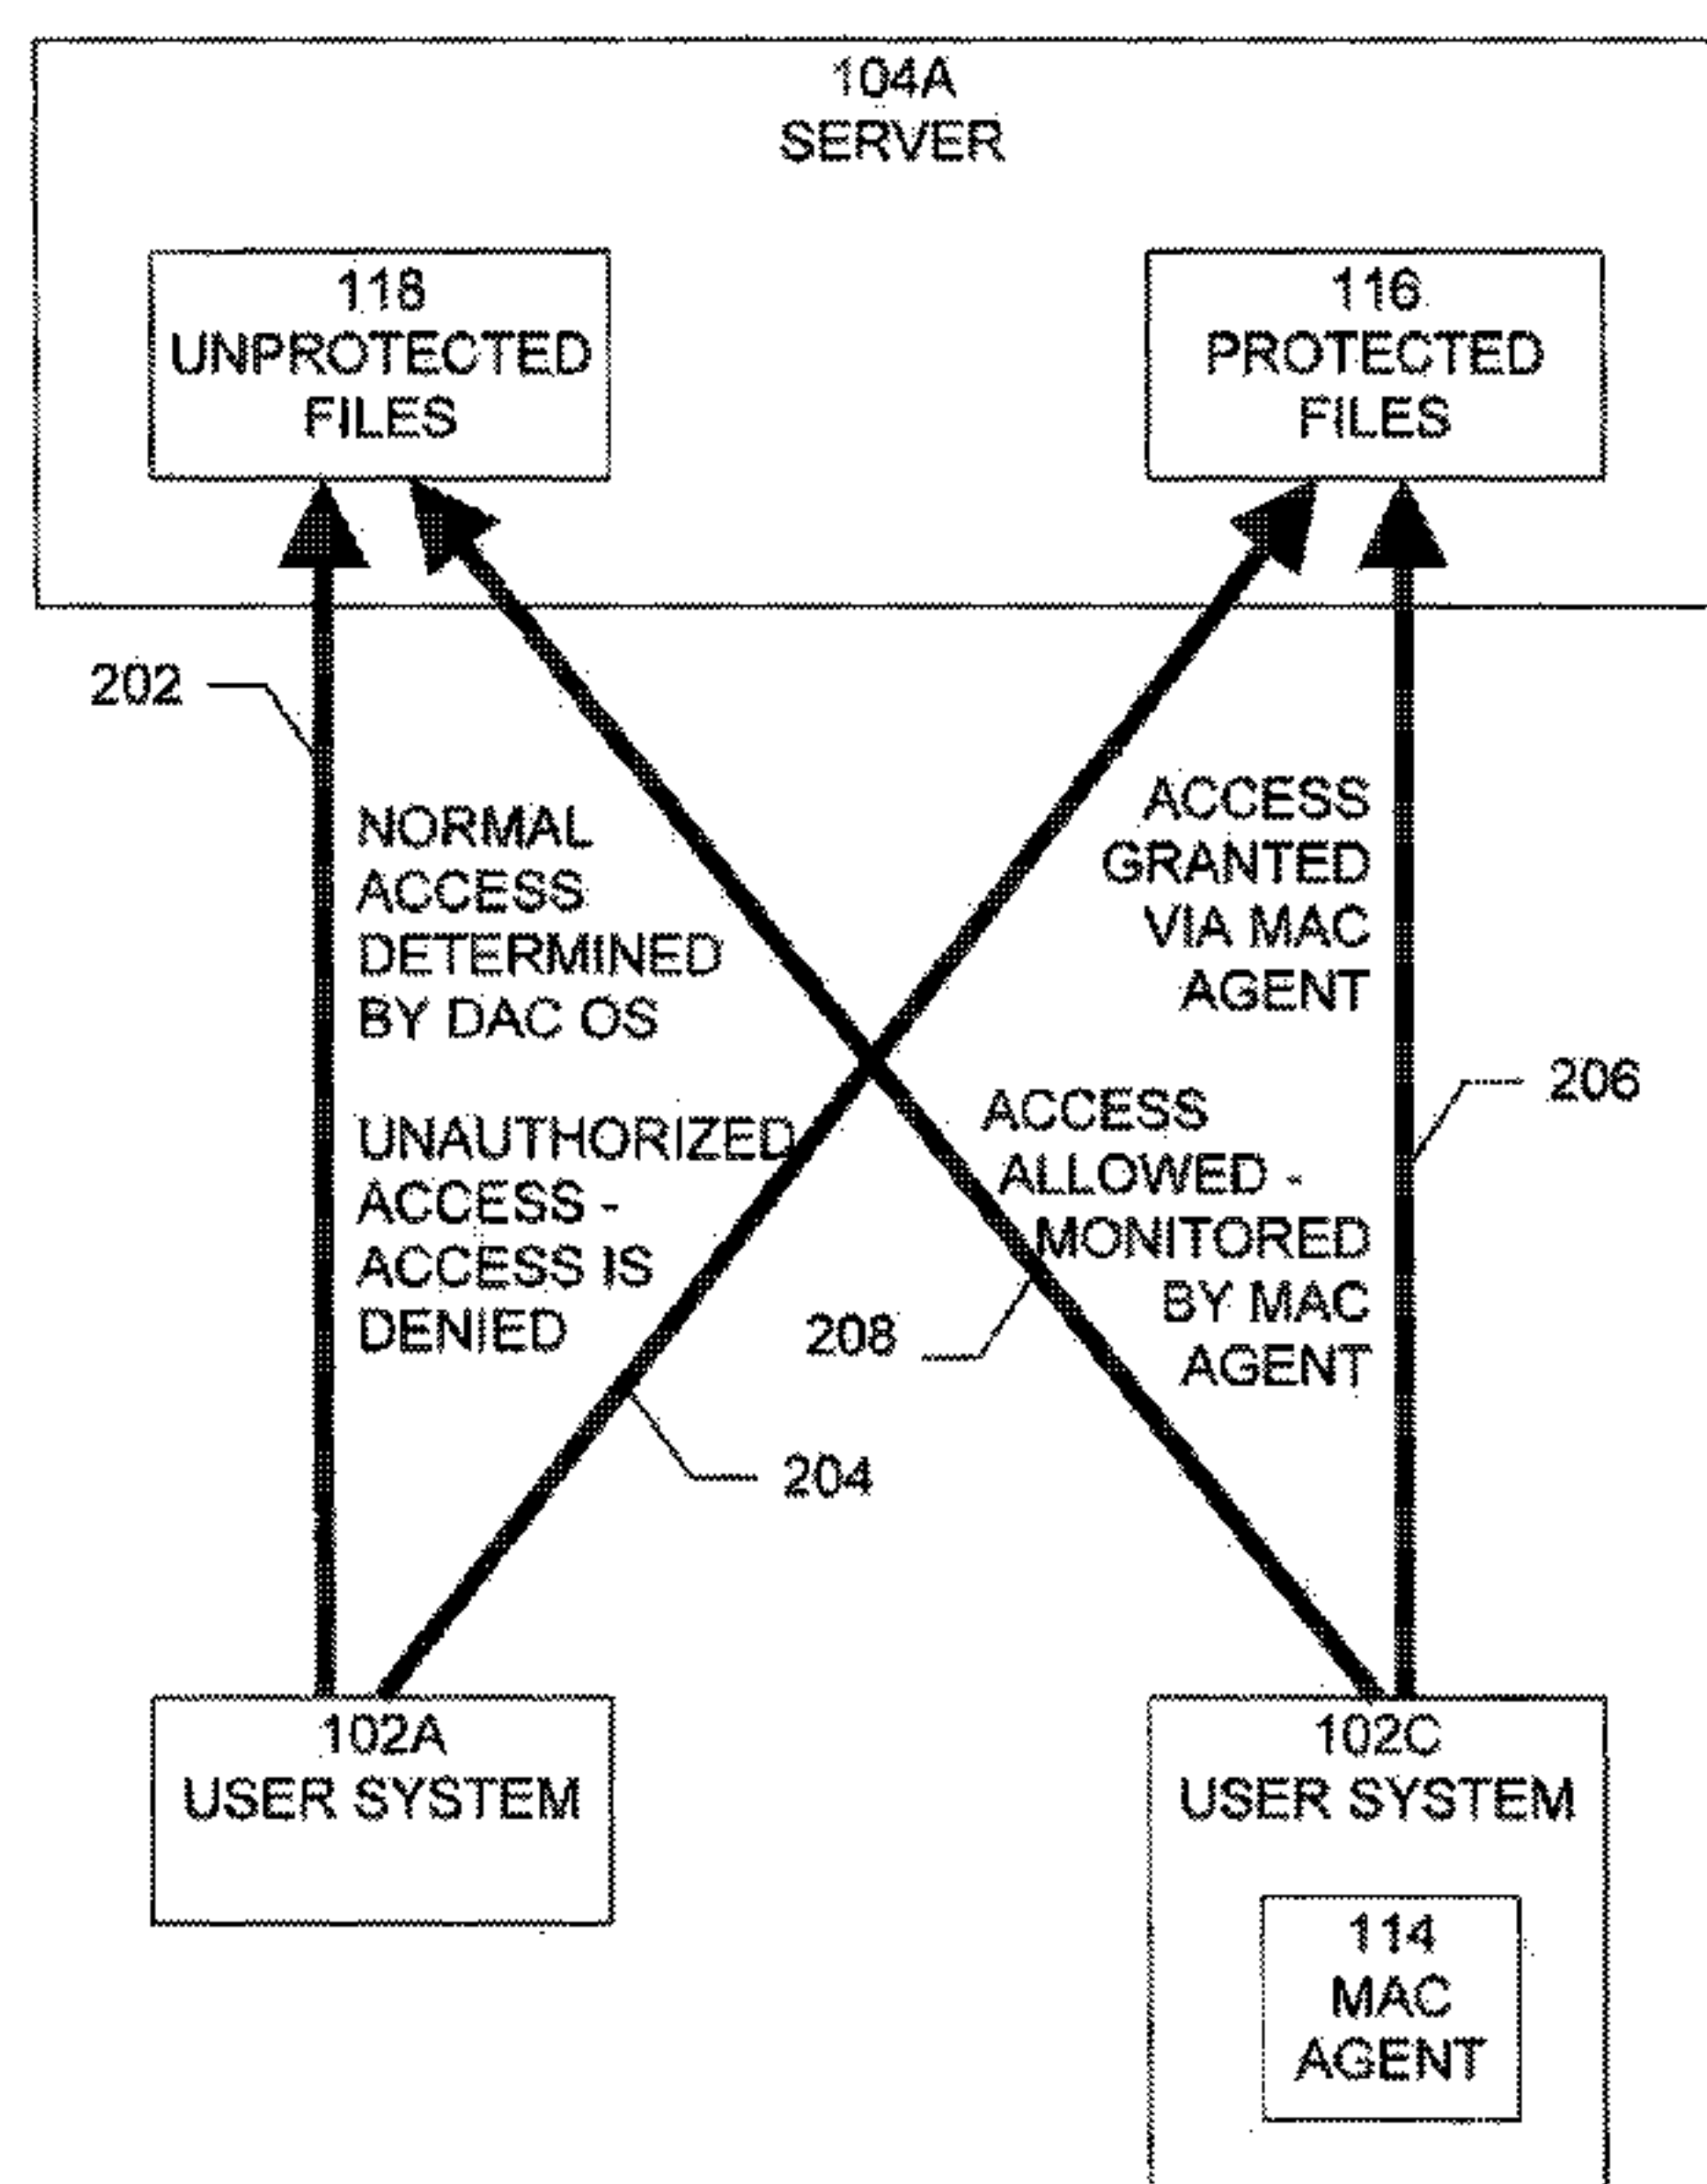 104A
SERVER
118
UNPROTECTED
FILES
116
PROTECTED
FILES
202
NORMAL
ACCESS
DETERMINED
BY DAC OS
ACCESS
GRANTED
VIA MAC
AGENT
206
UNAUTHORIZED
ACCESS -
ACCESS IS
DENIED
ACCESS
ALLOWED -
MONITORED
BY MAC
AGENT
208
204
102A
USER SYSTEM
102C
USER SYSTEM
114
MAC
AGENT